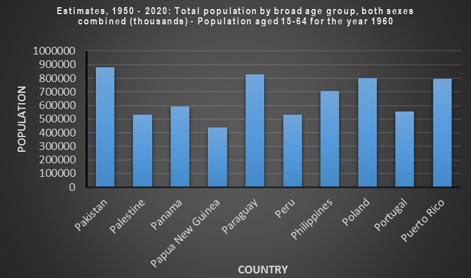 Estimates, 1950 - 2020: Total population by broad age group, both sexes
combined (thousands) - Population aged 15-64 for the year 1960
POPULATION
1000000
900000
800000
700000
600000
500000
400000
300000
200000
100000
0
Pakistan
Palestine
Panama
Papua New Guinea
Paraguay
Peru
Philippines
Poland
Portugal
Puerto Rico
COUNTRY